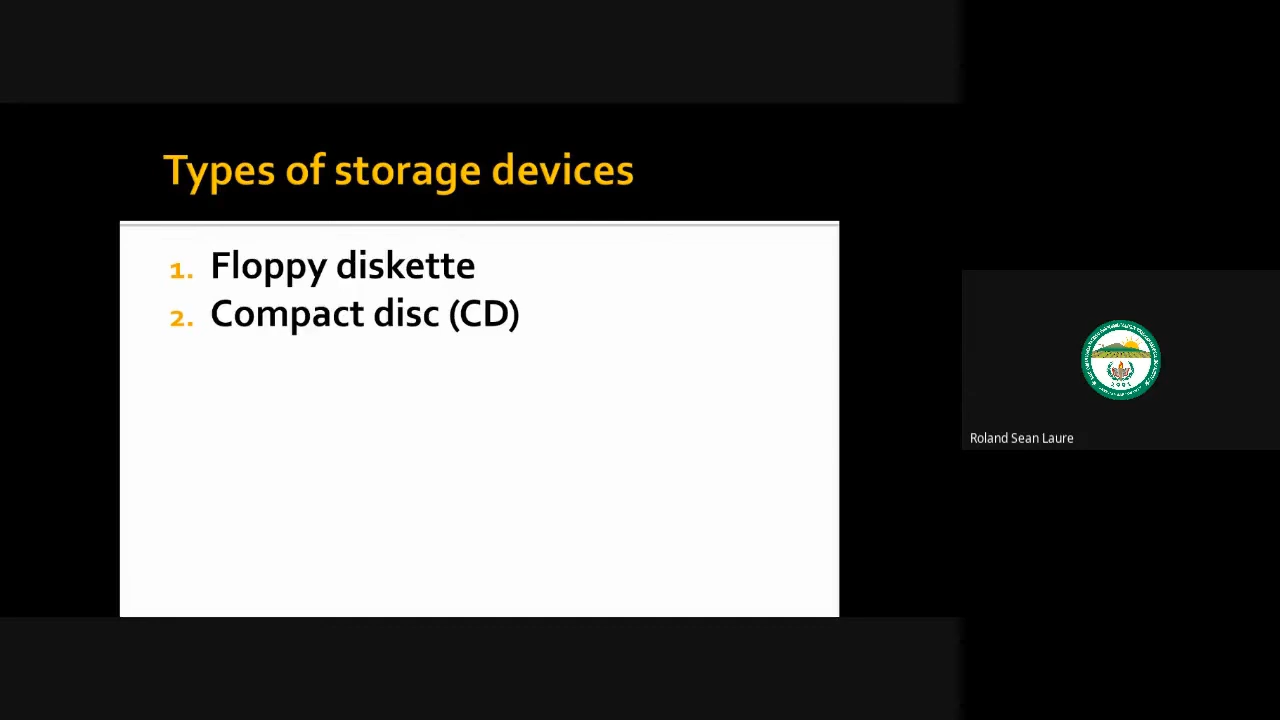 Types of storage devices
1. Floppy diskette
2. Compact disc (CD)
Roland Sean Laure